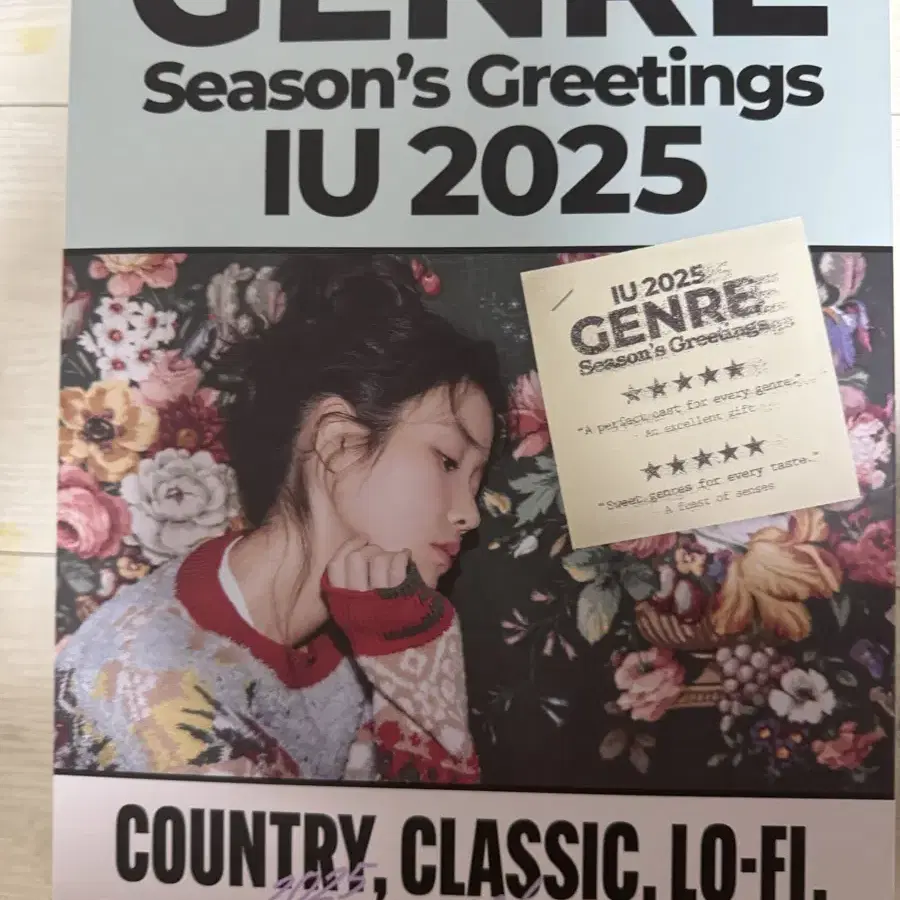 GENRE
Season's Greetings
IU 2025
IU 2025
GENRE
Season's Greetings
★★★★★
"A perfect cast for every genre."
An excellent gift
★★★★★
"Sweet genres for every taste."
A feast of senses
COUNTRY, CLASSIC, LO-FI,
2025